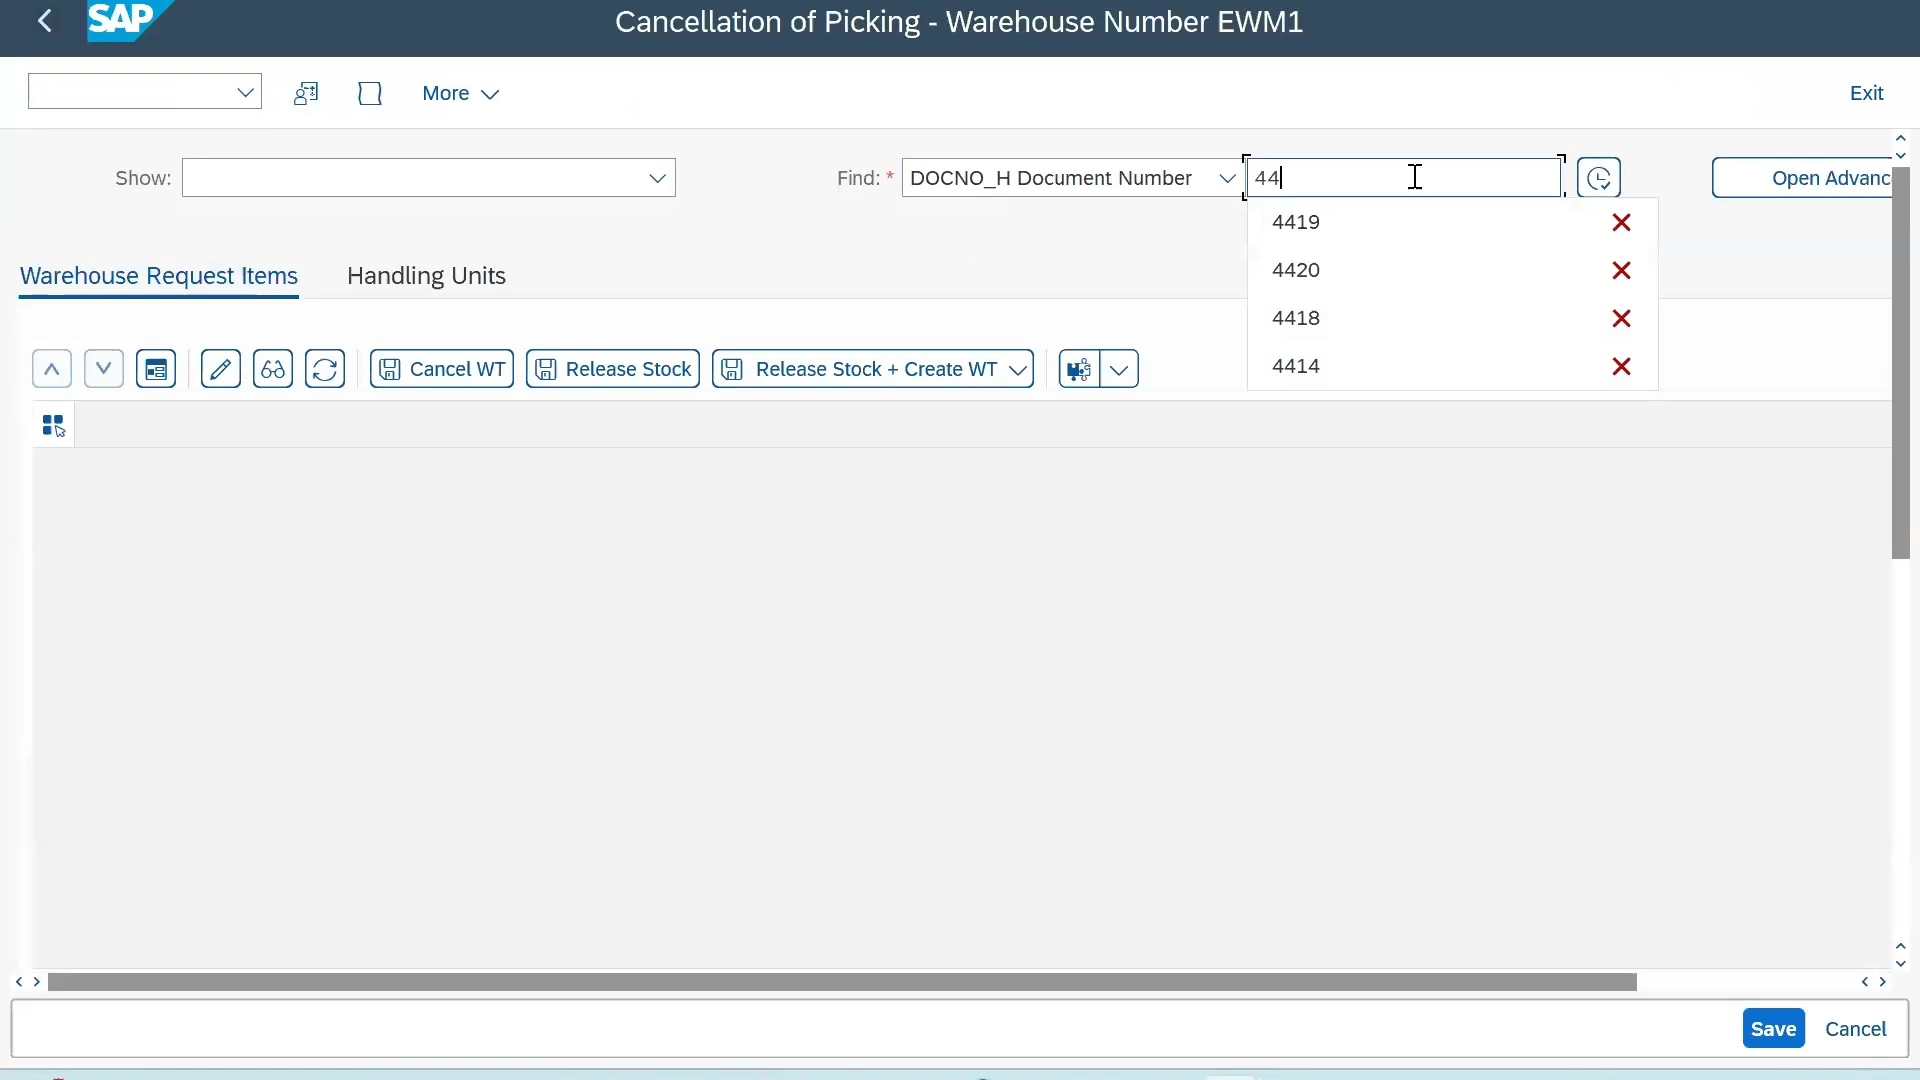 SAP
Cancellation of Picking - Warehouse Number EWM1
More
Exit
Show:
Find: *
DOCNO_H Document Number
44
Open Advanc
4419
4420
4418
4414
Warehouse Request Items
Handling Units
Cancel WT
Release Stock
Release Stock + Create WT
Save
Cancel